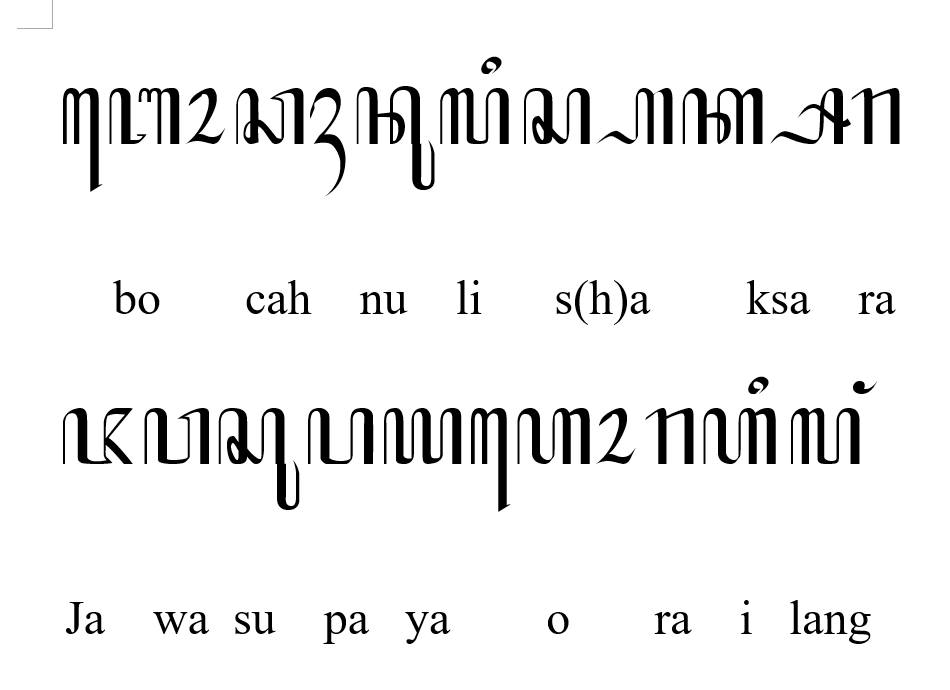 ꦧꦺꦴꦕꦃꦤꦸꦭꦶꦱ꧀ꦲꦏ꧀ꦱꦫ
bo cah nu li s(h)a ksa ra
ꦗꦮꦱꦸꦥꦪꦲꦺꦴꦫꦲꦶꦭꦁ
Ja wa su pa ya o ra i lang